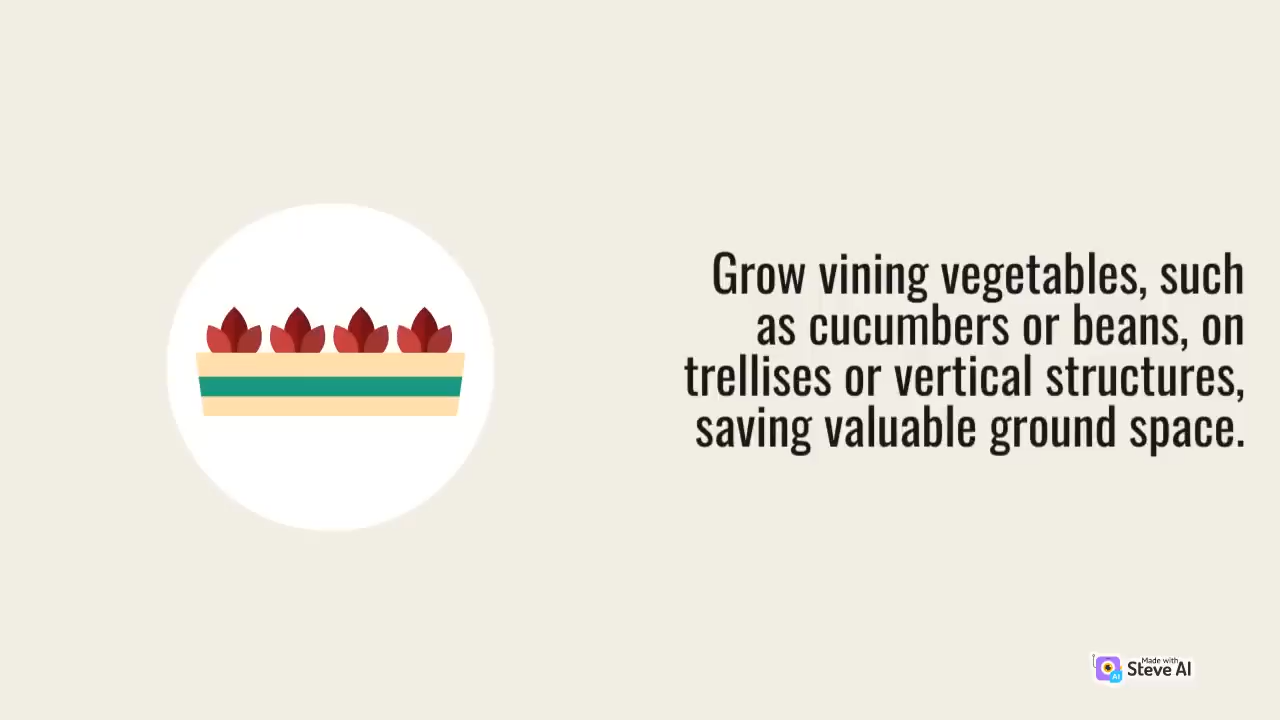 Grow vining vegetables, such
as cucumbers or beans, on
trellises or vertical structures,
saving valuable ground space.
Made with
Steve AI
AI